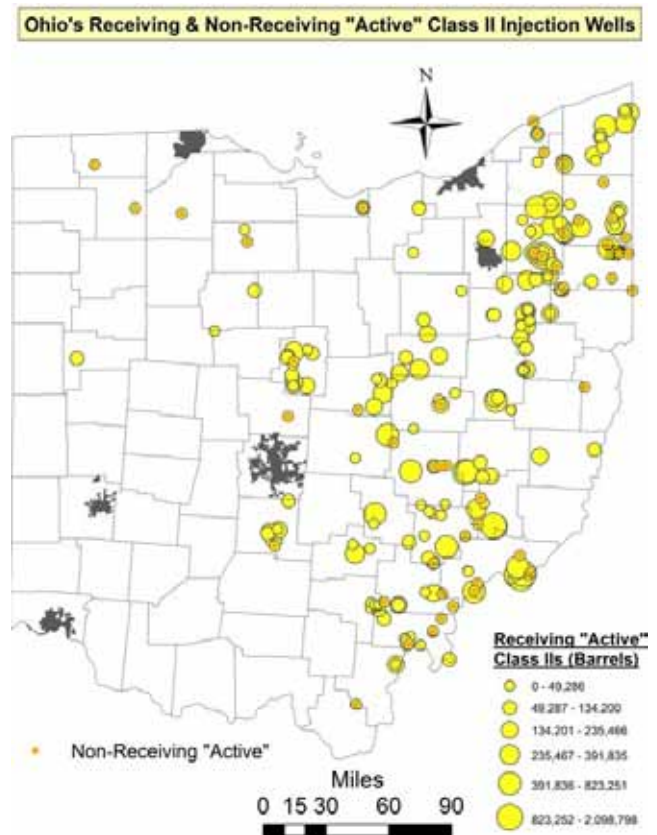 Ohio's Receiving & Non-Receiving "Active" Class II Injection Wells
N
Receiving "Active"
Class IIs (Barrels)
0 - 49,286
49,287 - 134,200
134,201 - 235,466
235,467 - 391,835
391,836 - 823,251
823,252 - 2,098,798
Non-Receiving "Active"
Miles
0 15 30 60 90